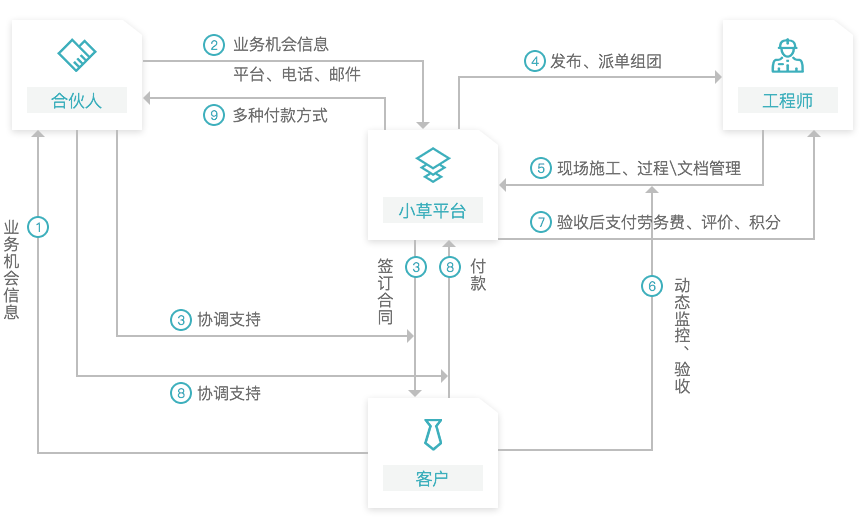 ② 业务机会信息
平台、电话、邮件
⑨ 多种付款方式
合伙人
④ 发布、派单组团
工程师
⑤ 现场施工、过程\文档管理
小草平台
⑦ 验收后支付劳务费、评价、积分
① 业务机会信息
③ 签订合同
⑧ 付款
⑥ 动态监控、验收
③ 协调支持
⑧ 协调支持
客户